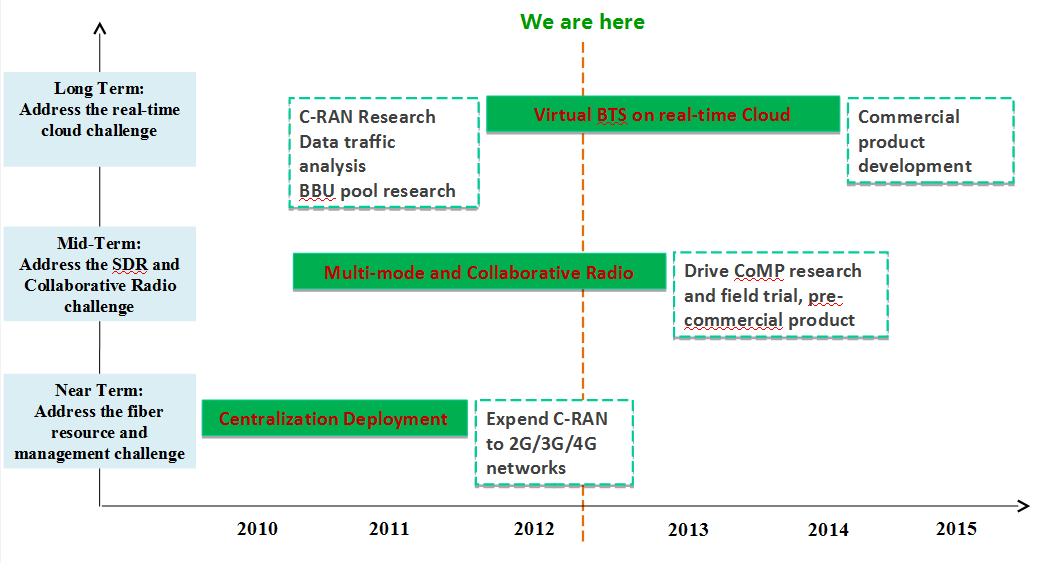 We are here
Long Term:
Address the real-time
cloud challenge
C-RAN Research
Data traffic
analysis
BBU pool research
Virtual BTS on real-time Cloud
Commercial
product
development
Mid-Term:
Address the SDR and
Collaborative Radio
challenge
Multi-mode and Collaborative Radio
Drive CoMP research
and field trial, pre-
commercial product
Near Term:
Address the fiber
resource and
management challenge
Centralization Deployment
Expend C-RAN
to 2G/3G/4G
networks
2010 2011 2012 2013 2014 2015